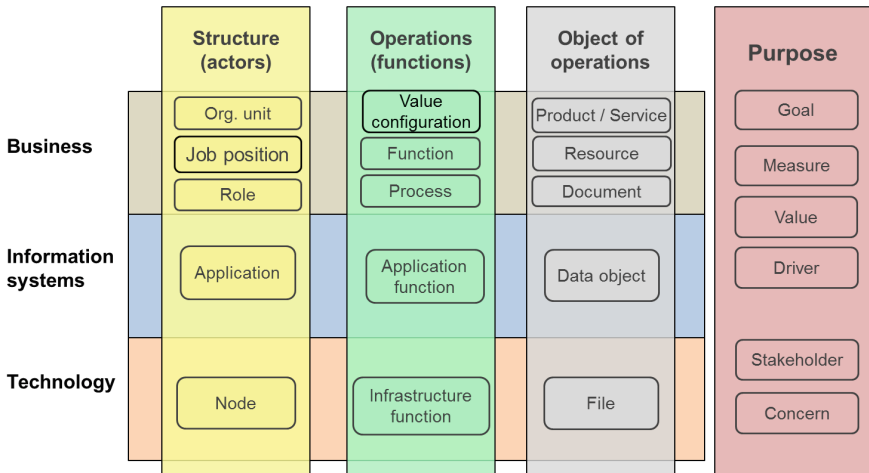 Structure
(actors)
Operations
(functions)
Object of
operations
Purpose
Business
Org. unit
Value
configuration
Product / Service
Goal
Job position
Function
Resource
Measure
Role
Process
Document
Value
Information
systems
Application
Application
function
Data object
Driver
Technology
Node
Infrastructure
function
File
Stakeholder
Concern